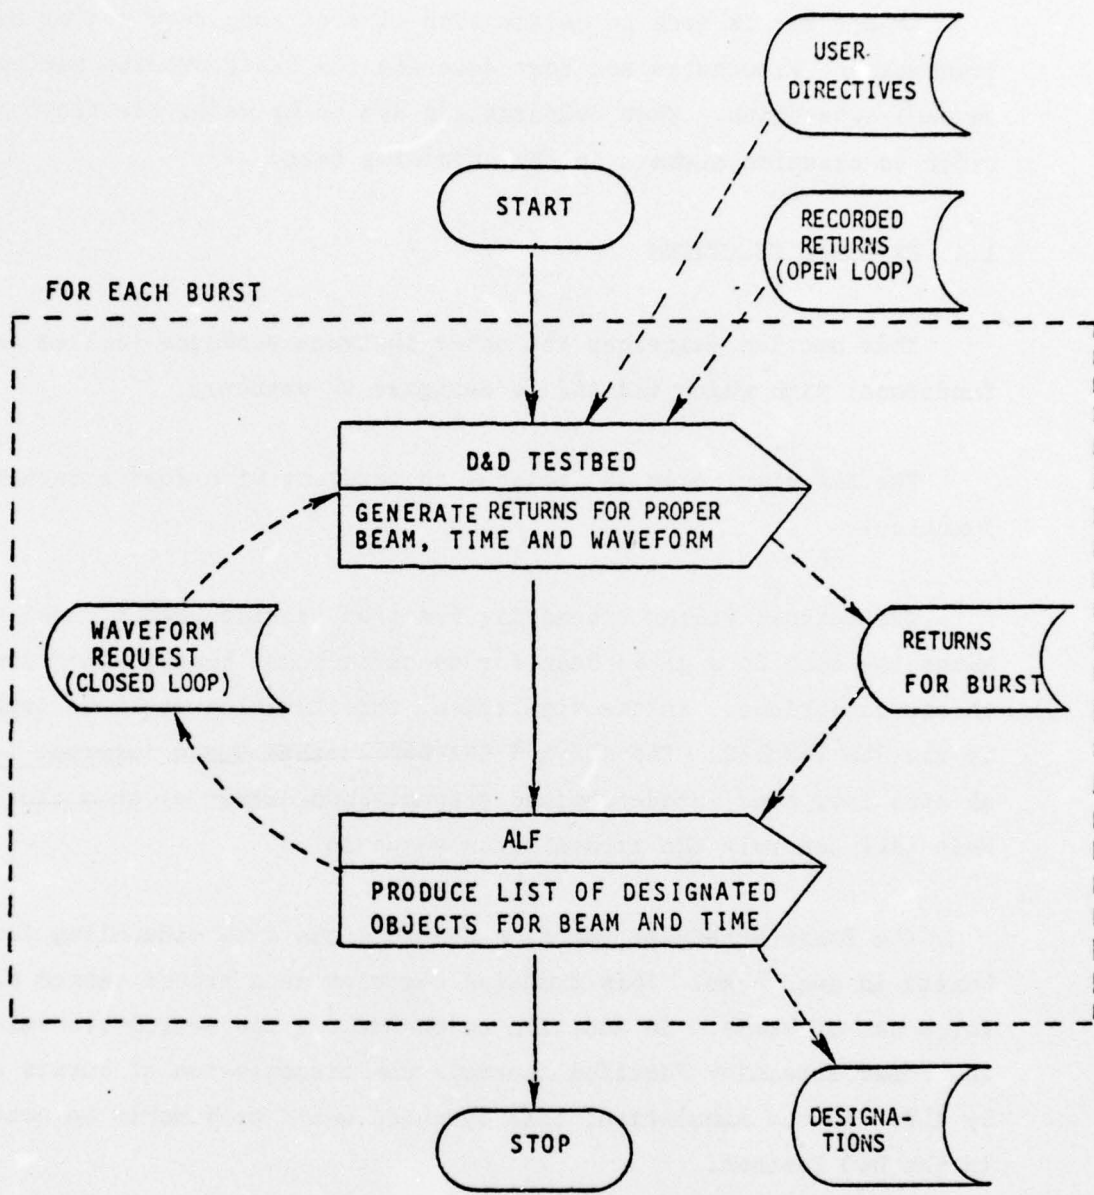 USER
DIRECTIVES
START
RECORDED
RETURNS
(OPEN LOOP)
FOR EACH BURST
D&D TESTBED
GENERATE RETURNS FOR PROPER
BEAM, TIME AND WAVEFORM
WAVEFORM
REQUEST
(CLOSED LOOP)
RETURNS
FOR BURST
ALF
PRODUCE LIST OF DESIGNATED
OBJECTS FOR BEAM AND TIME
STOP
DESIGNA-
TIONS